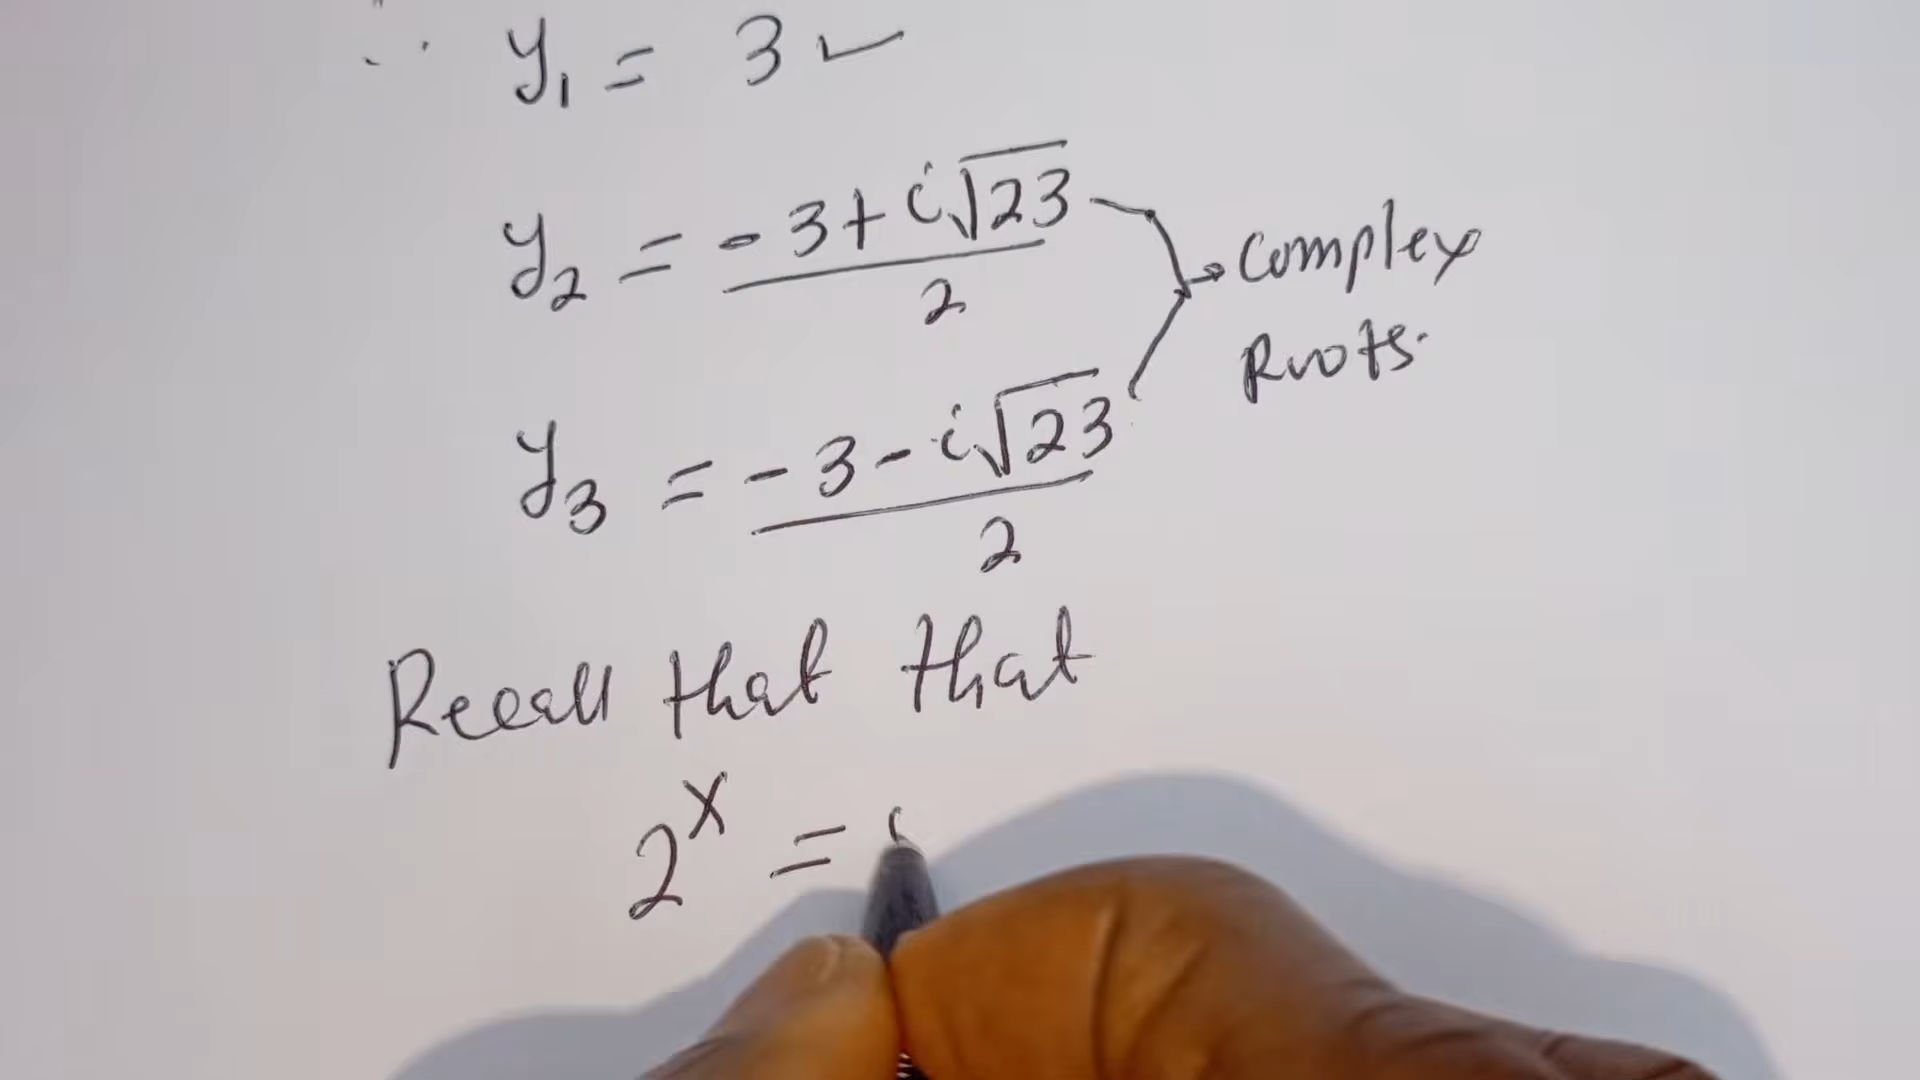 ∴ y₁ = 3 ✓
y₂ = -3+i√23 / 2
y₃ = -3-i√23 / 2
Complex
Roots.
Recall that that
2ˣ =